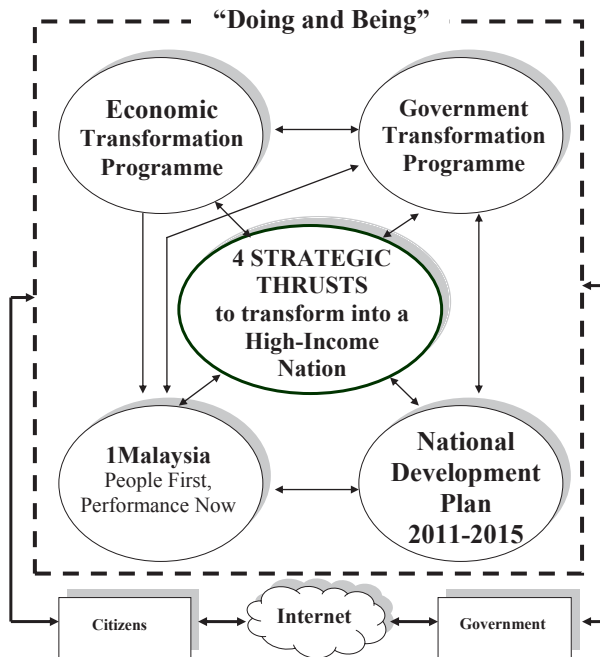 “Doing and Being”
Economic
Transformation
Programme
Government
Transformation
Programme
4 STRATEGIC
THRUSTS
to transform into a
High-Income
Nation
1Malaysia
People First,
Performance Now
National
Development
Plan
2011-2015
Citizens
Internet
Government